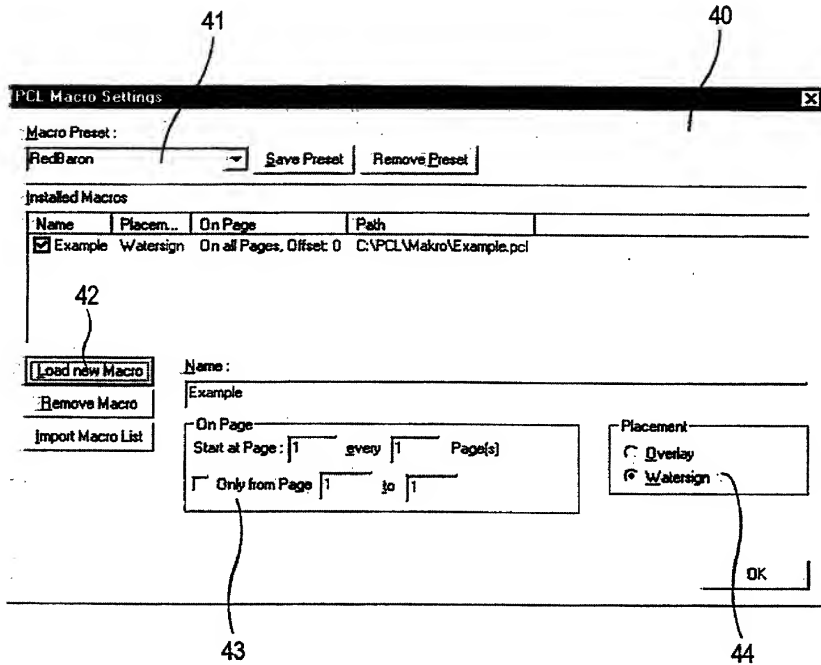 41 40
PCL Macro Settings
Macro Preset :
RedBaron Save Preset Remove Preset
Installed Macros
Name Placem... On Page Path
Example Watersign On all Pages, Offset: 0 C:\PCL\Makro\Example.pcl
42
Load new Macro Name :
Remove Macro Example
Import Macro List On Page Placement
Start at Page : 1 every 1 Page(s) Overlay
Only from Page 1 to 1 Watersign
OK
43 44